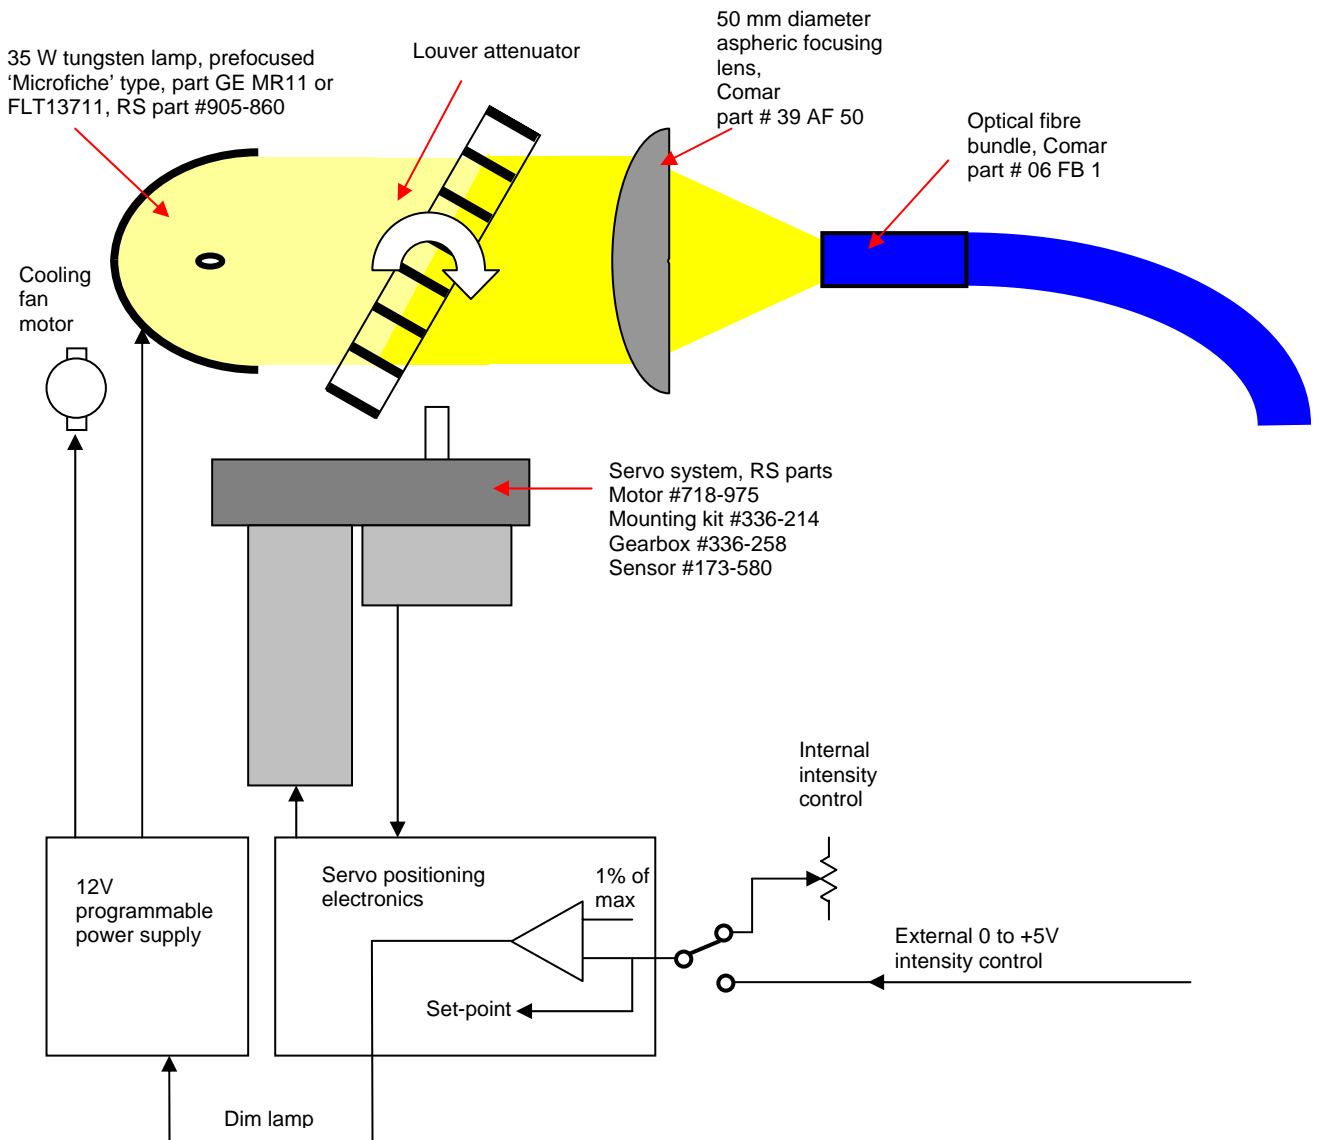 35 W tungsten lamp, prefocused
‘Microfiche’ type, part GE MR11 or
FLT13711, RS part #905-860
Louver attenuator
50 mm diameter
aspheric focusing
lens,
Comar
part # 39 AF 50
Optical fibre
bundle, Comar
part # 06 FB 1
Cooling
fan
motor
Servo system, RS parts
Motor #718-975
Mounting kit #336-214
Gearbox #336-258
Sensor #173-580
Internal
intensity
control
12V
programmable
power supply
Servo positioning
electronics
1% of
max
Set-point
External 0 to +5V
intensity control
Dim lamp